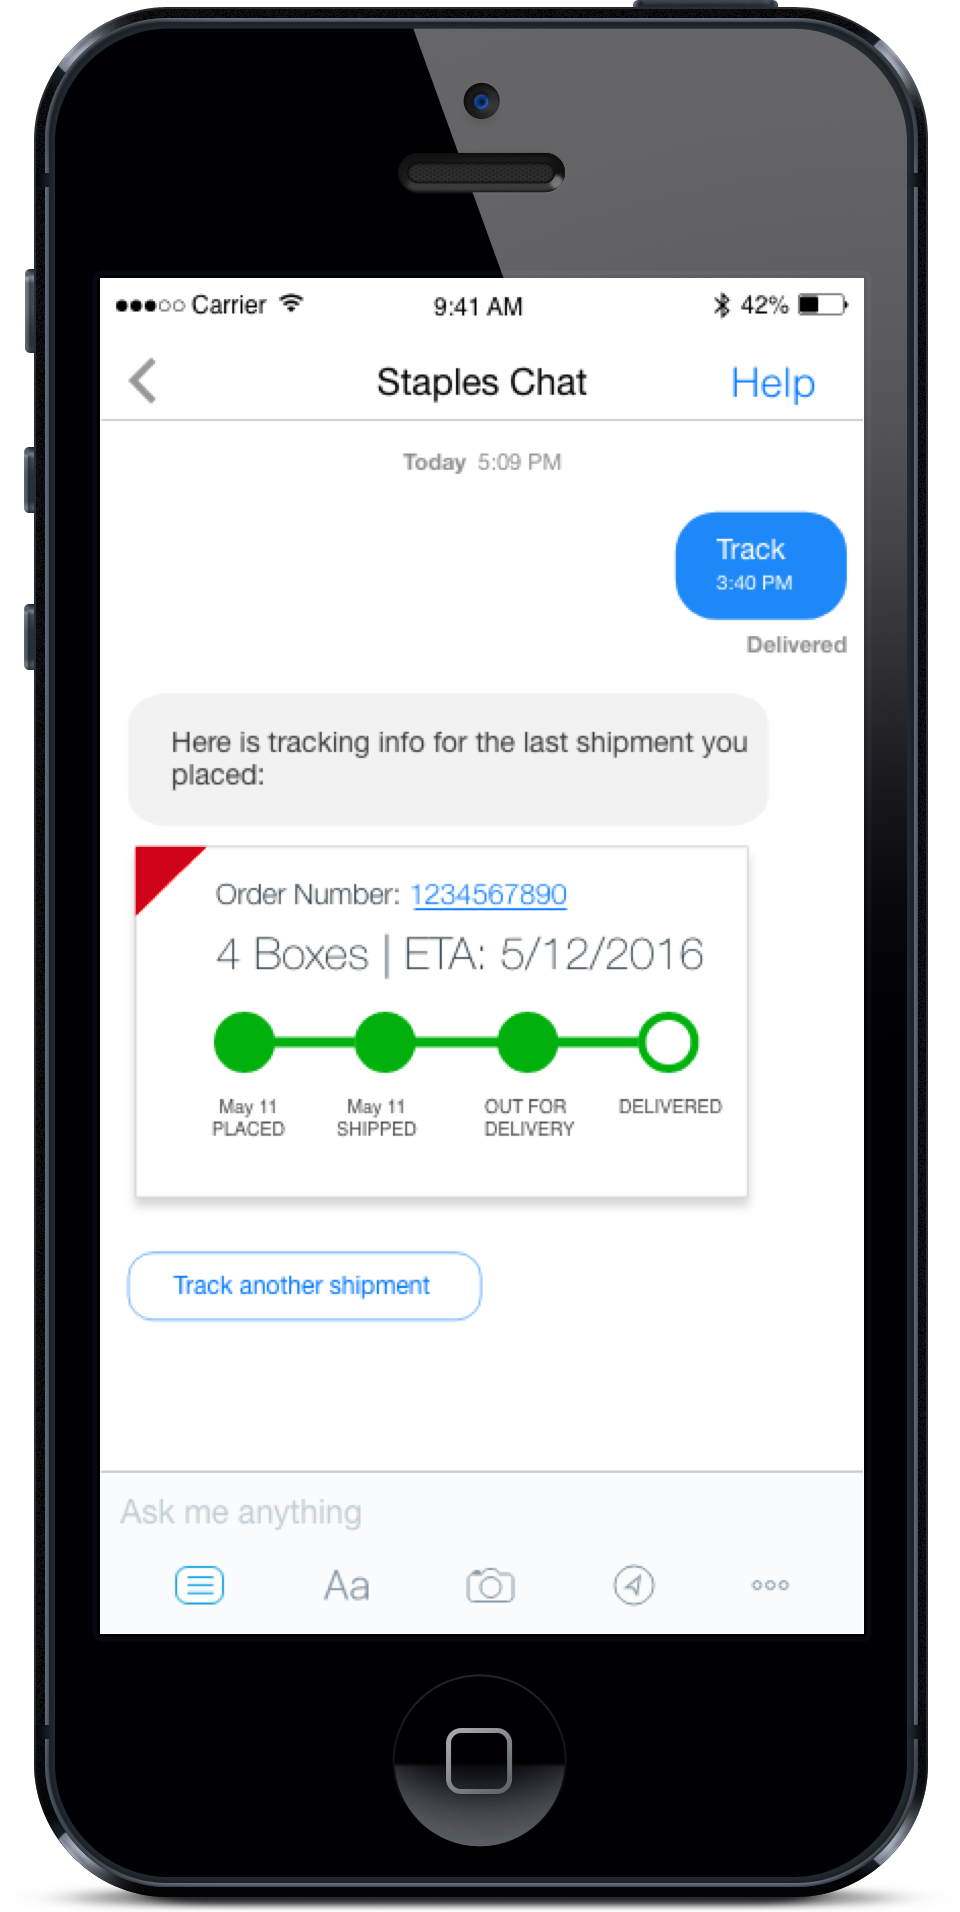 Carrier 9:41 AM 42%
Staples Chat Help
Today 5:09 PM
Track
3:40 PM
Delivered
Here is tracking info for the last shipment you
placed:
Order Number: 1234567890
4 Boxes | ETA: 5/12/2016
May 11
PLACED
May 11
SHIPPED
OUT FOR
DELIVERY
DELIVERED
Track another shipment
Ask me anything
Aa